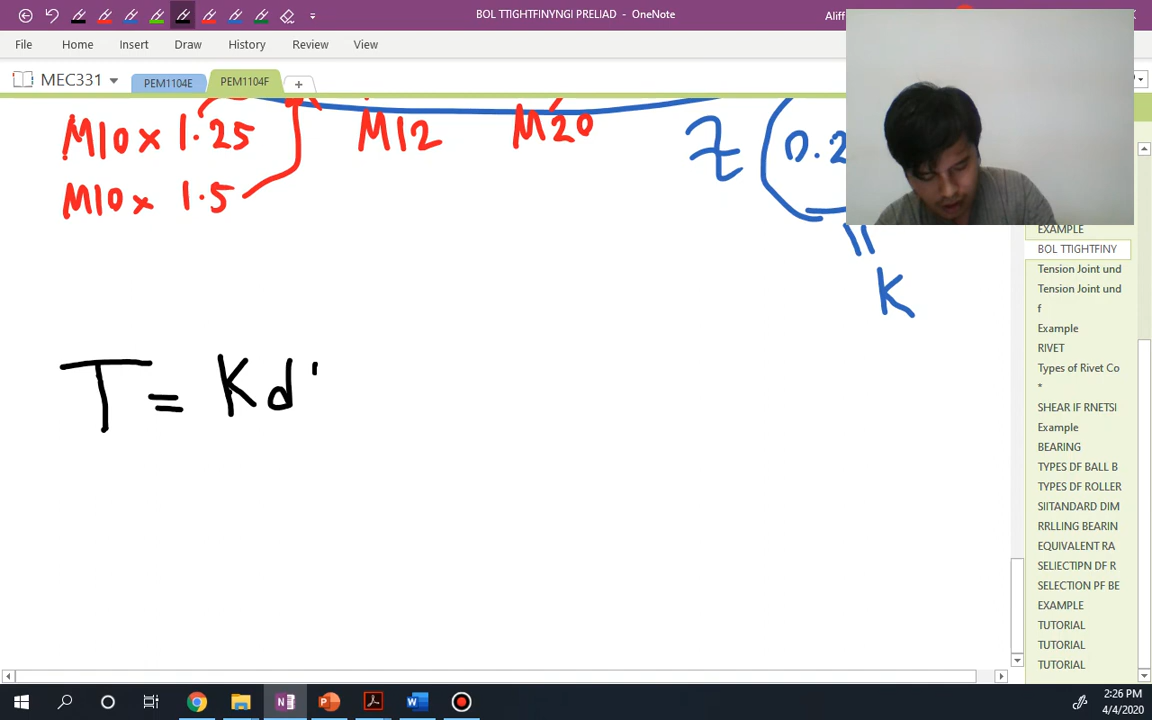 BOL TTIGHTFINYNGI PRELIAD - OneNote
Aliff
File Home Insert Draw History Review View
MEC331 PEM1104E PEM1104F
M10 x 1.25 M12 M20
M10 x 1.5
K
T = Kd
EXAMPLE
BOL TTIGHTFINY
Tension Joint und
Tension Joint und
f
Example
RIVET
Types of Rivet Co
*
SHEAR IF RNETSI
Example
BEARING
TYPES DF BALL B
TYPES DF ROLLER
SIITANDARD DIM
RRLLING BEARIN
EQUIVALENT RA
SELIECTIPN DF R
SELECTION PF BE
EXAMPLE
TUTORIAL
TUTORIAL
TUTORIAL
2:26 PM
4/4/2020